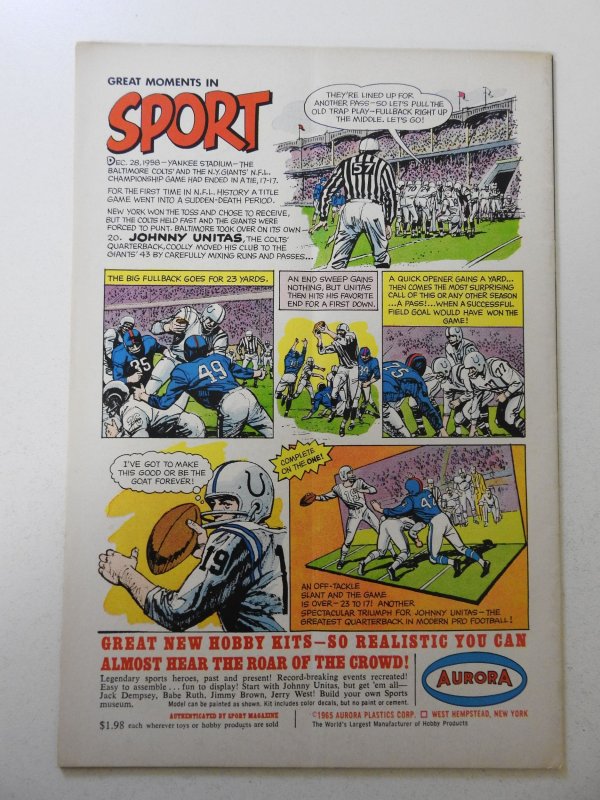 GREAT MOMENTS IN
SPORT
DEC. 28, 1958 - YANKEE STADIUM - THE
BALTIMORE COLTS' AND THE N.Y. GIANTS' N.F.L.
CHAMPIONSHIP GAME HAD ENDED IN A TIE, 17-17.
FOR THE FIRST TIME IN N.F.L. HISTORY A TITLE
GAME WENT INTO A SUDDEN-DEATH PERIOD.
NEW YORK WON THE TOSS AND CHOSE TO RECEIVE,
BUT THE COLTS HELD FAST AND THE GIANTS WERE
FORCED TO PUNT. BALTIMORE TOOK OVER ON ITS OWN
20. JOHNNY UNITAS, THE COLTS'
QUARTERBACK, COOLLY MOVED HIS CLUB TO THE
GIANTS' 43 BY CAREFULLY MIXING RUNS AND PASSES...
THEY'RE LINED UP FOR
ANOTHER PASS - SO LET'S PULL THE
OLD TRAP PLAY - FULLBACK RIGHT UP
THE MIDDLE. LET'S GO!
57
THE BIG FULLBACK GOES FOR 23 YARDS.
35
49
AN END SWEEP GAINS
NOTHING, BUT UNITAS
THEN HITS HIS FAVORITE
END FOR A FIRST DOWN.
A QUICK OPENER GAINS A YARD...
THEN COMES THE MOST SURPRISING
CALL OF THIS OR ANY OTHER SEASON
...A PASS!...WHEN A SUCCESSFUL
FIELD GOAL WOULD HAVE WON THE
GAME!
75
77
I'VE GOT TO MAKE
THIS GOOD OR BE THE
GOAT FOREVER!
19
COMPLETE
ON THE ONE!
AN OFF-TACKLE
SLANT AND THE GAME
IS OVER - 23 TO 17! ANOTHER
SPECTACULAR TRIUMPH FOR JOHNNY UNITAS - THE
GREATEST QUARTERBACK IN MODERN PRO FOOTBALL!
GREAT NEW HOBBY KITS—SO REALISTIC YOU CAN
ALMOST HEAR THE ROAR OF THE CROWD!
Legendary sports heroes, past and present! Record-breaking events recreated!
Easy to assemble . . . fun to display! Start with Johnny Unitas, but get 'em all—
Jack Dempsey, Babe Ruth, Jimmy Brown, Jerry West! Build your own Sports
museum. Model can be painted as shown. Kit includes color decals, but no paint or cement.
AURORA
AUTHENTICATED BY SPORT MAGAZINE
$1.98 each wherever toys or hobby products are sold
©1965 AURORA PLASTICS CORP. □ WEST HEMPSTEAD, NEW YORK
The World's Largest Manufacturer of Hobby Products